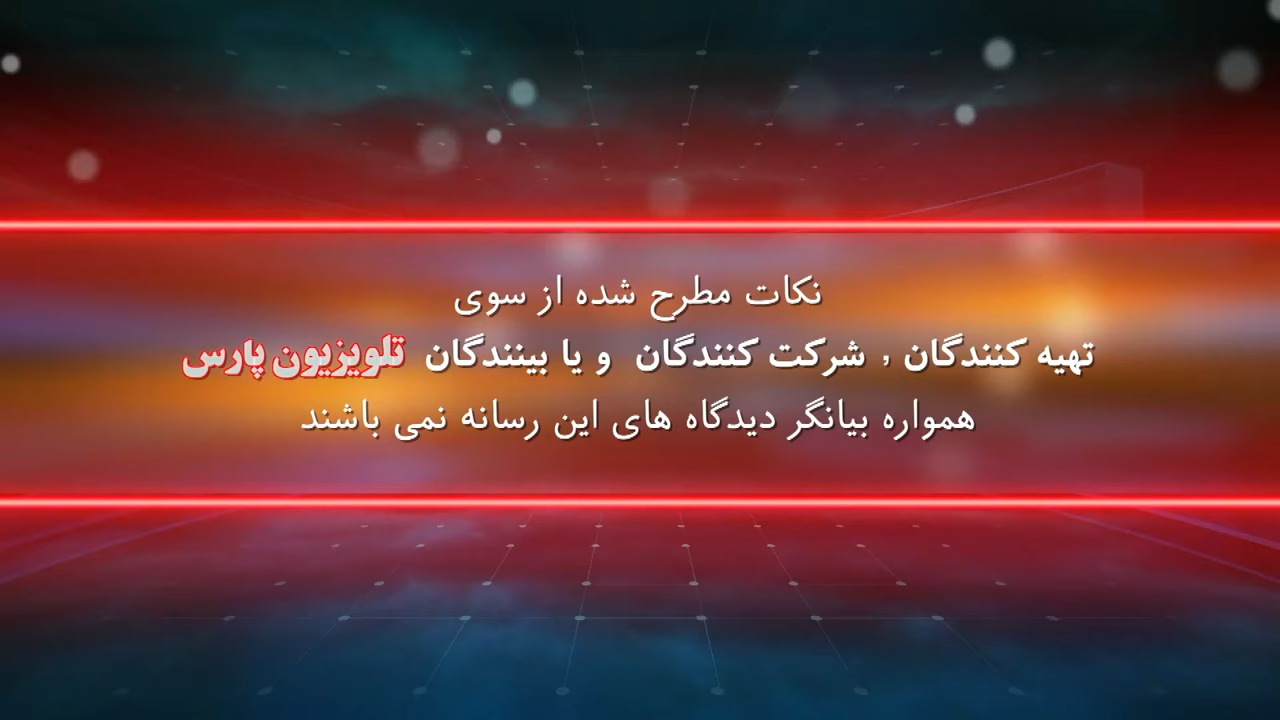 نکات مطرح شده از سوی
تهیه کنندگان , شرکت کنندگان و یا بینندگان تلویزیون پارس
همواره بیانگر دیدگاه های این رسانه نمی باشند